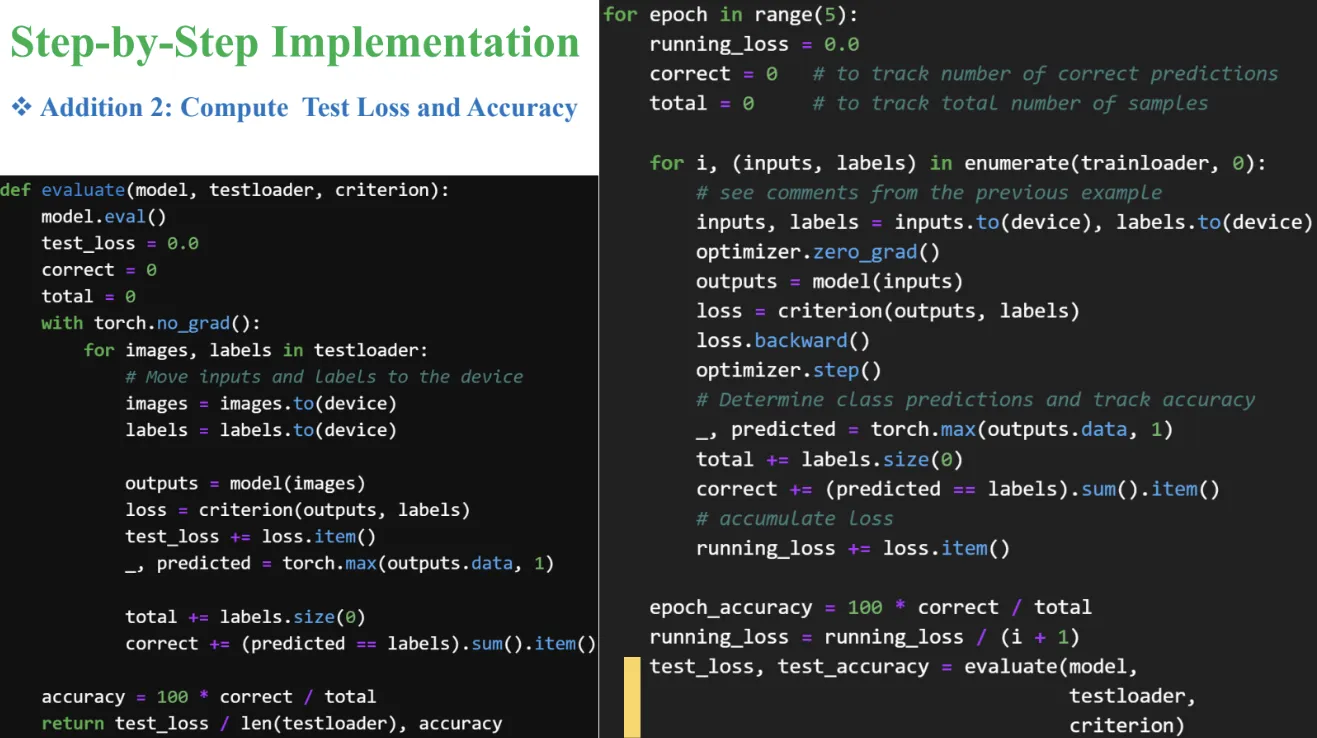 Step-by-Step Implementation
❖ Addition 2: Compute Test Loss and Accuracy
def evaluate(model, testloader, criterion):
    model.eval()
    test_loss = 0.0
    correct = 0
    total = 0
    with torch.no_grad():
        for images, labels in testloader:
            # Move inputs and labels to the device
            images = images.to(device)
            labels = labels.to(device)

            outputs = model(images)
            loss = criterion(outputs, labels)
            test_loss += loss.item()
            _, predicted = torch.max(outputs.data, 1)

            total += labels.size(0)
            correct += (predicted == labels).sum().item()

    accuracy = 100 * correct / total
    return test_loss / len(testloader), accuracy
for epoch in range(5):
    running_loss = 0.0
    correct = 0   # to track number of correct predictions
    total = 0     # to track total number of samples

    for i, (inputs, labels) in enumerate(trainloader, 0):
        # see comments from the previous example
        inputs, labels = inputs.to(device), labels.to(device)
        optimizer.zero_grad()
        outputs = model(inputs)
        loss = criterion(outputs, labels)
        loss.backward()
        optimizer.step()
        # Determine class predictions and track accuracy
        _, predicted = torch.max(outputs.data, 1)
        total += labels.size(0)
        correct += (predicted == labels).sum().item()
        # accumulate loss
        running_loss += loss.item()

    epoch_accuracy = 100 * correct / total
    running_loss = running_loss / (i + 1)
    test_loss, test_accuracy = evaluate(model,
                                        testloader,
                                        criterion)